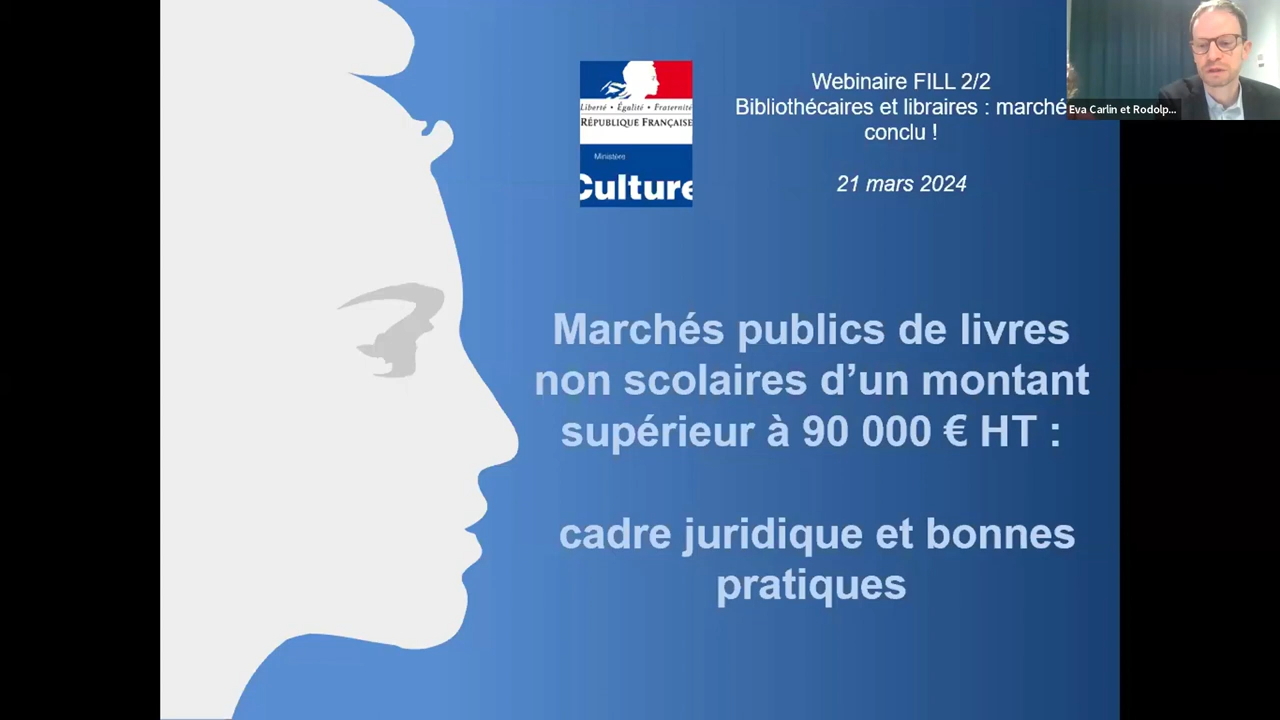 Liberté • Égalité • Fraternité
RÉPUBLIQUE FRANÇAISE
Ministère
Culture
Webinaire FILL 2/2
Bibliothécaires et libraires : marché
conclu !
21 mars 2024
Eva Carlin et Rodolp...
Marchés publics de livres
non scolaires d’un montant
supérieur à 90 000 € HT :
cadre juridique et bonnes
pratiques